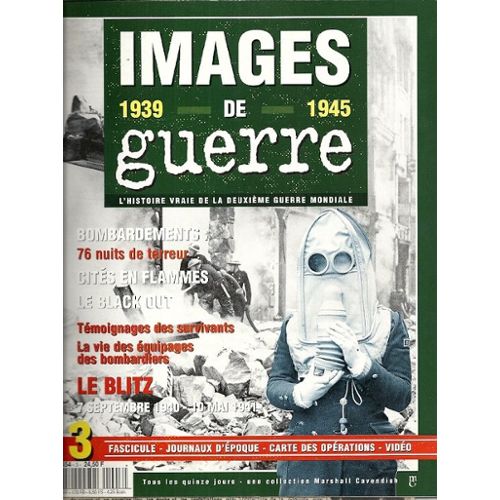 IMAGES
1939 DE 1945
guerre
L'HISTOIRE VRAIE DE LA DEUXIÈME GUERRE MONDIALE
BOMBARDEMENTS :
76 nuits de terreur
CITÉS EN FLAMMES
LE BLACK OUT
Témoignages des survivants
La vie des équipages
des bombardiers
LE BLITZ
7 SEPTEMBRE 1940 - 10 MAI 1941
3
FASCICULE - JOURNAUX D'ÉPOQUE - CARTE DES OPÉRATIONS - VIDÉO
24,50 F
Tous les quinze jours - une collection Marshall Cavendish